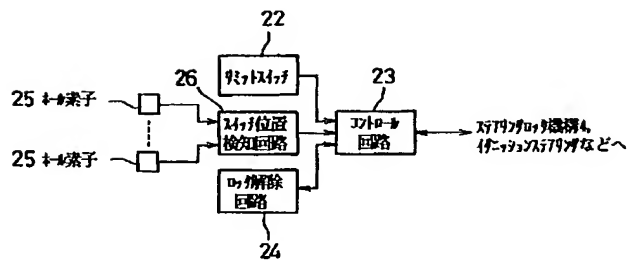 22
リミットスイッチ
26
23
25 ホール素子
スイッチ位置
検知回路
コントロール
回路
ステアリングロック機構4,
イグニッションステアリングなどへ
25 ホール素子
ロック解除
回路
24